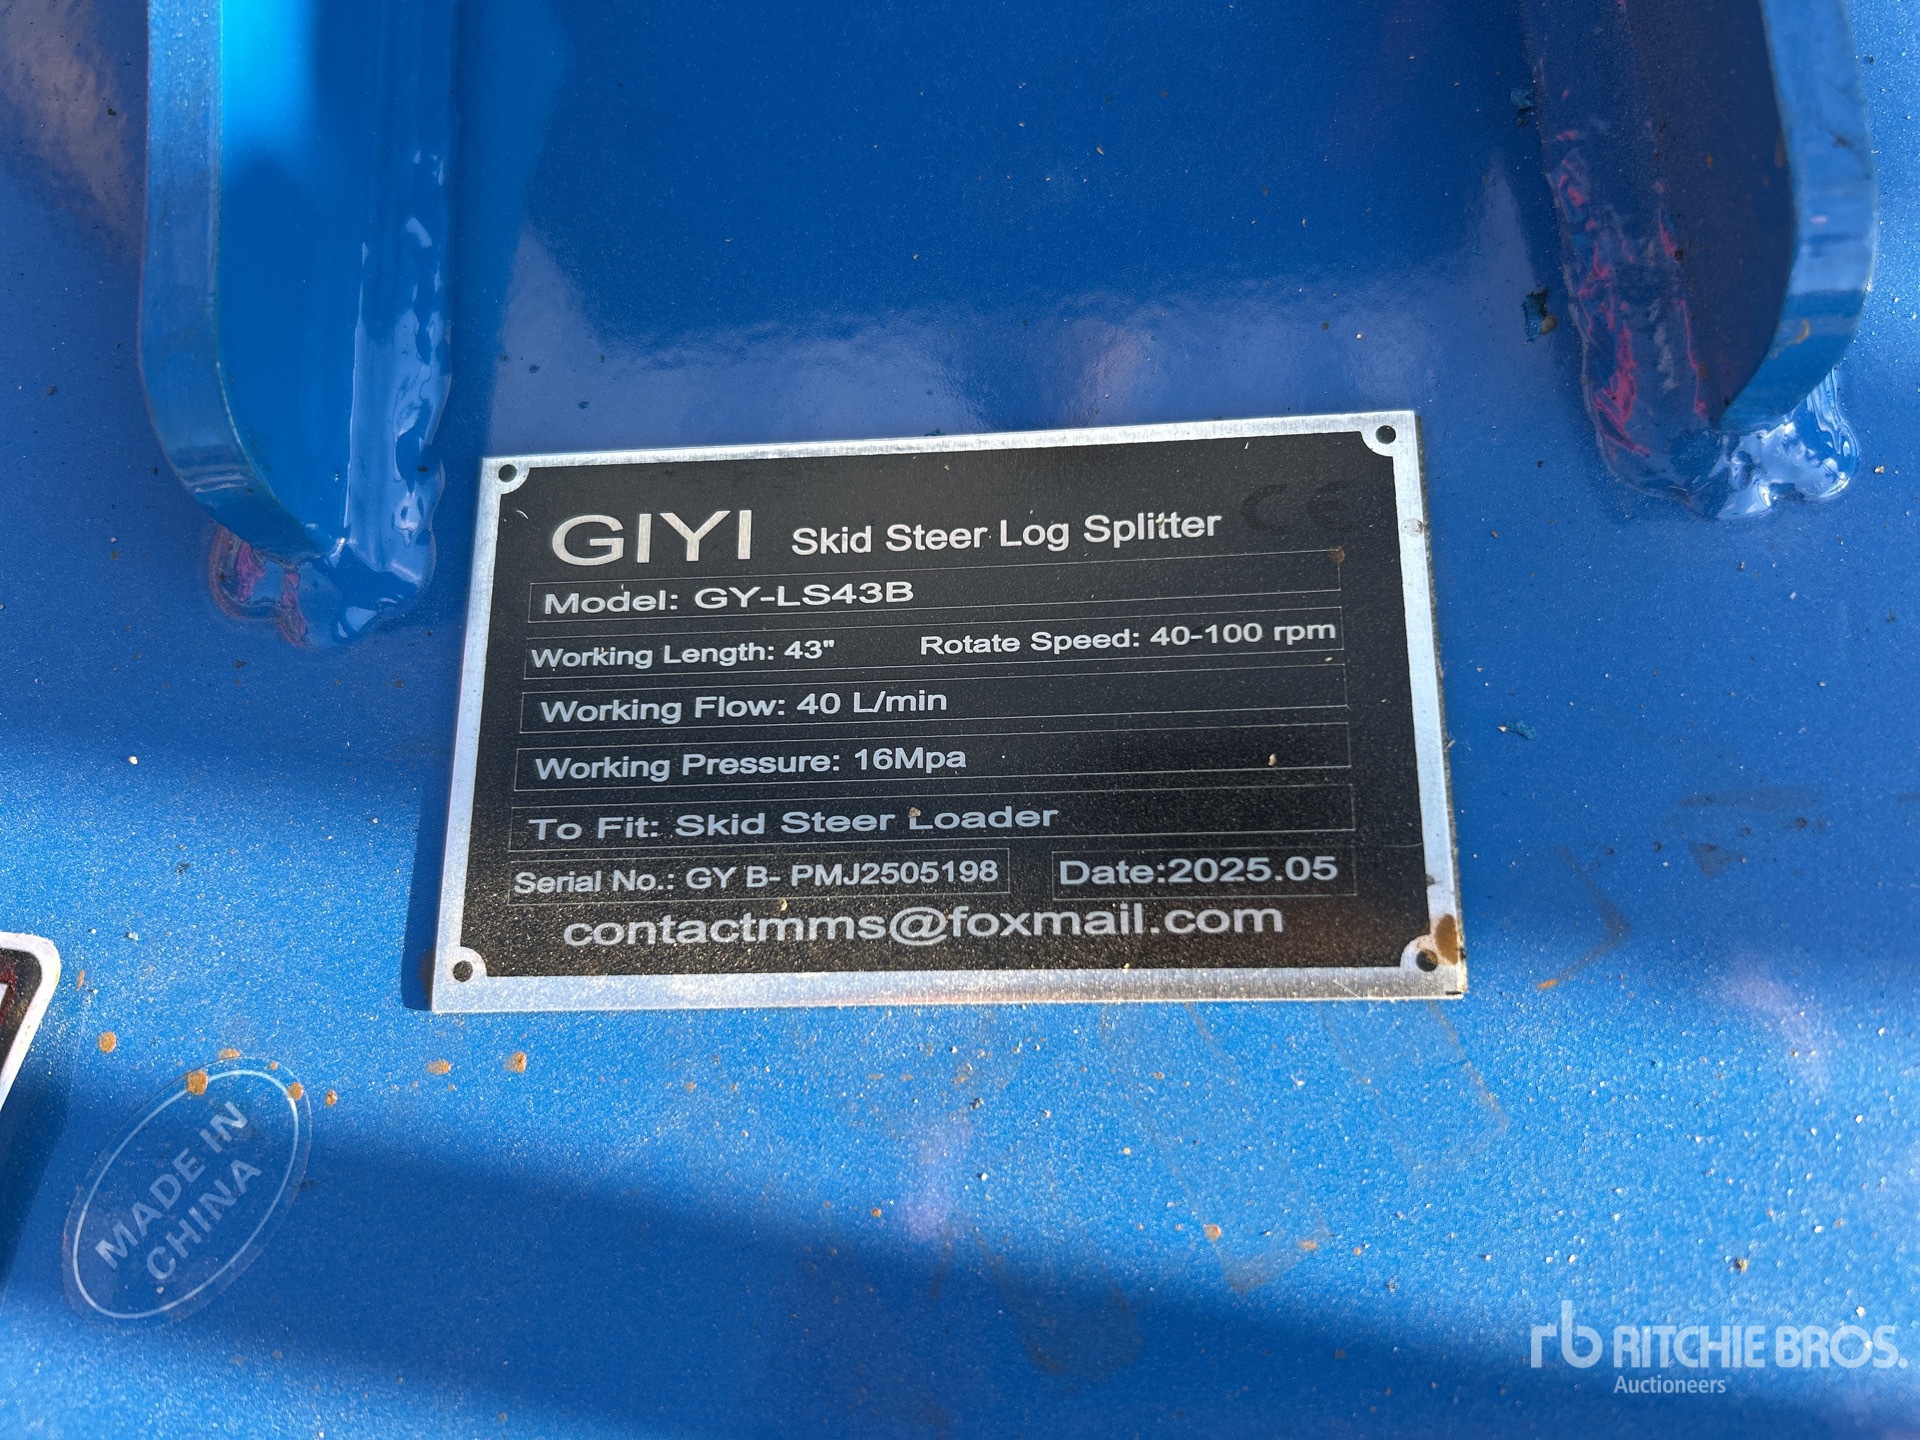 GIYI Skid Steer Log Splitter CE
Model: GY-LS43B
Working Length: 43" Rotate Speed: 40-100 rpm
Working Flow: 40 L/min
Working Pressure: 16Mpa
To Fit: Skid Steer Loader
Serial No.: GY B- PMJ2505198 Date:2025.05
contactmms@foxmail.com
MADE IN
CHINA
rb RITCHIE BROS.
Auctioneers